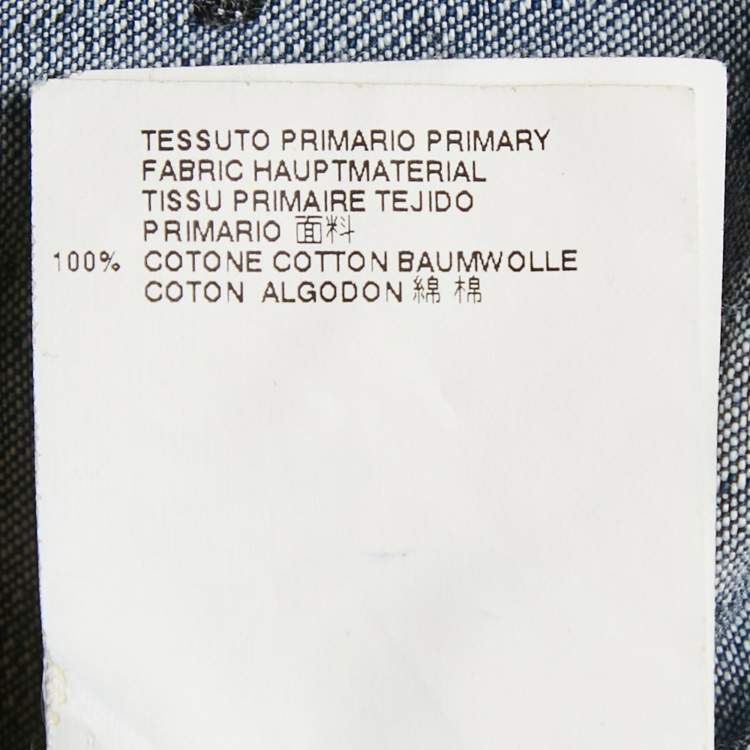 TESSUTO PRIMARIO PRIMARY
FABRIC HAUPTMATERIAL
TISSU PRIMAIRE TEJIDO
PRIMARIO 面料
100% COTONE COTTON BAUMWOLLE
COTON ALGODON 綿 棉